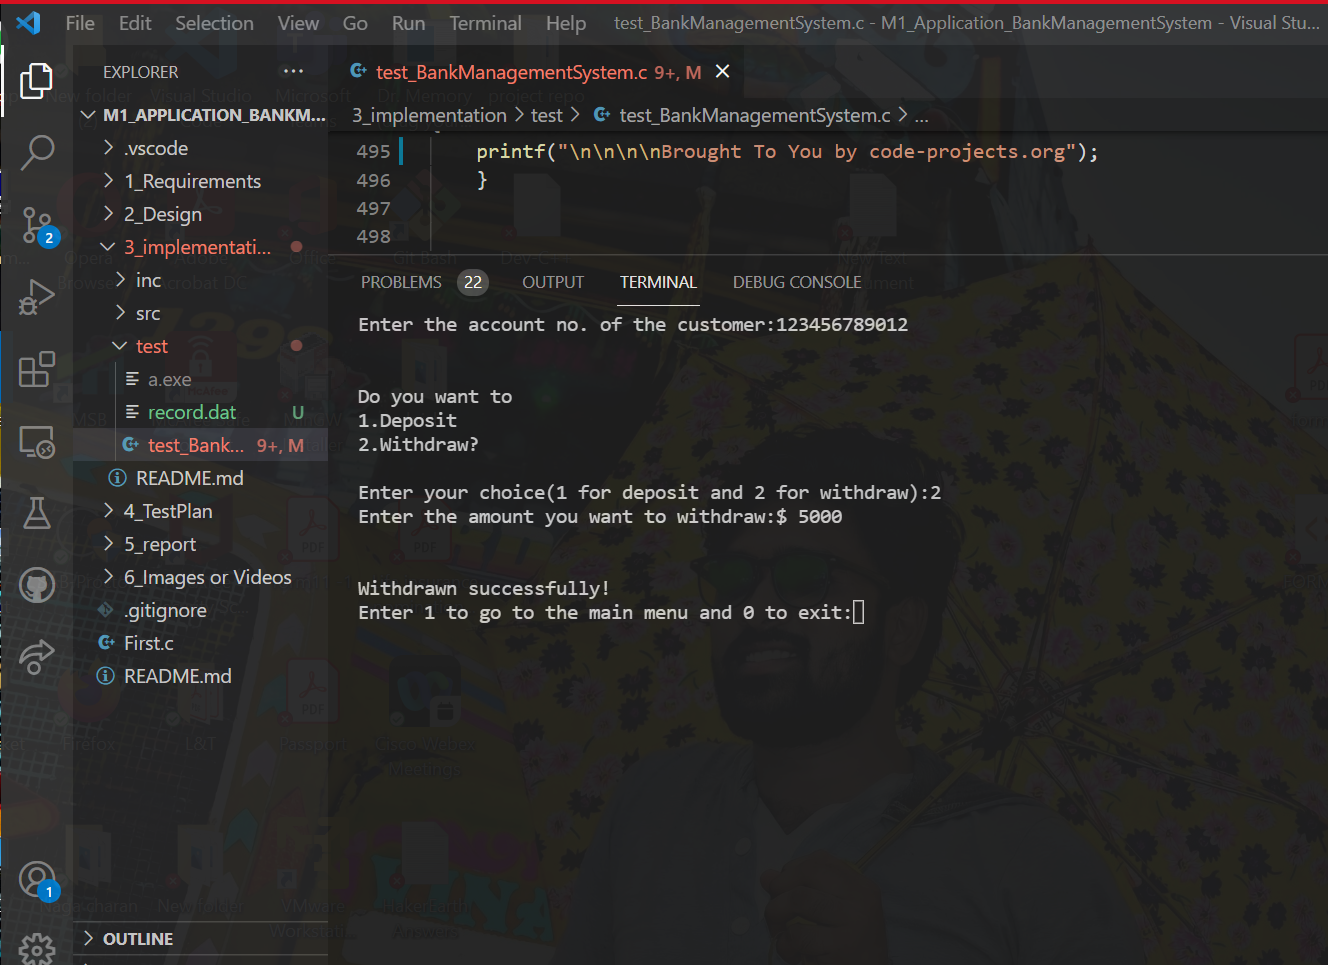 File Edit Selection View Go Run Terminal Help test_BankManagementSystem.c - M1_Application_BankManagementSystem - Visual Stu...
EXPLORER ...
test_BankManagementSystem.c 9+, M
M1_APPLICATION_BANKM...
3_implementation > test > test_BankManagementSystem.c > ...
.vscode
1_Requirements
2_Design
3_implementati...
inc
src
test
a.exe
record.dat U
test_Bank... 9+, M
README.md
4_TestPlan
5_report
6_Images or Videos
.gitignore
First.c
README.md
OUTLINE
2
1
495 printf("\n\n\n\nBrought To You by code-projects.org");
496 }
497
498
PROBLEMS 22 OUTPUT TERMINAL DEBUG CONSOLE
Enter the account no. of the customer:123456789012
Do you want to
1.Deposit
2.Withdraw?
Enter your choice(1 for deposit and 2 for withdraw):2
Enter the amount you want to withdraw:$ 5000
Withdrawn successfully!
Enter 1 to go to the main menu and 0 to exit: